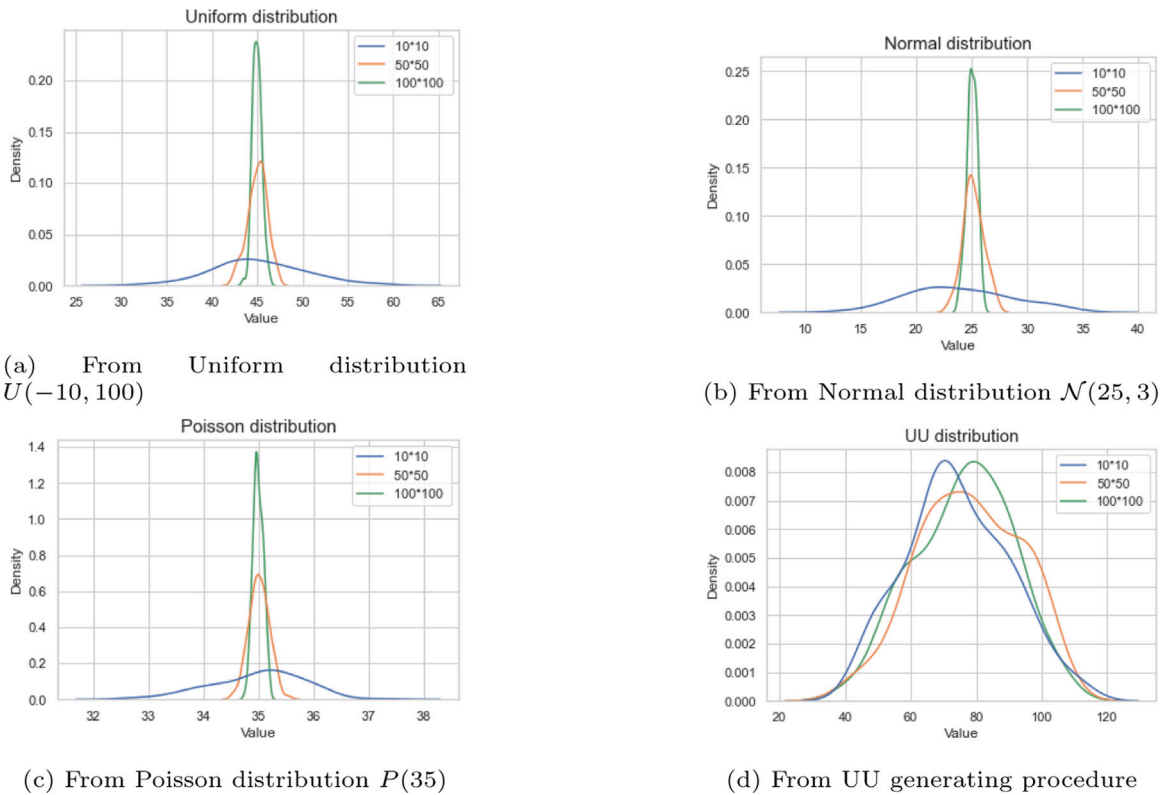 Uniform distribution
10*10
50*50
100*100
0.20
0.15
0.10
0.05
0.00
Density
25 30 35 40 45 50 55 60 65
Value
(a) From Uniform distribution
U(−10, 100)
Normal distribution
10*10
50*50
100*100
0.25
0.20
0.15
0.10
0.05
0.00
Density
10 15 20 25 30 35 40
Value
(b) From Normal distribution 𝒩(25, 3)
Poisson distribution
10*10
50*50
100*100
1.4
1.2
1.0
0.8
0.6
0.4
0.2
0.0
Density
32 33 34 35 36 37 38
Value
(c) From Poisson distribution P(35)
UU distribution
10*10
50*50
100*100
0.008
0.007
0.006
0.005
0.004
0.003
0.002
0.001
0.000
Density
20 40 60 80 100 120
Value
(d) From UU generating procedure